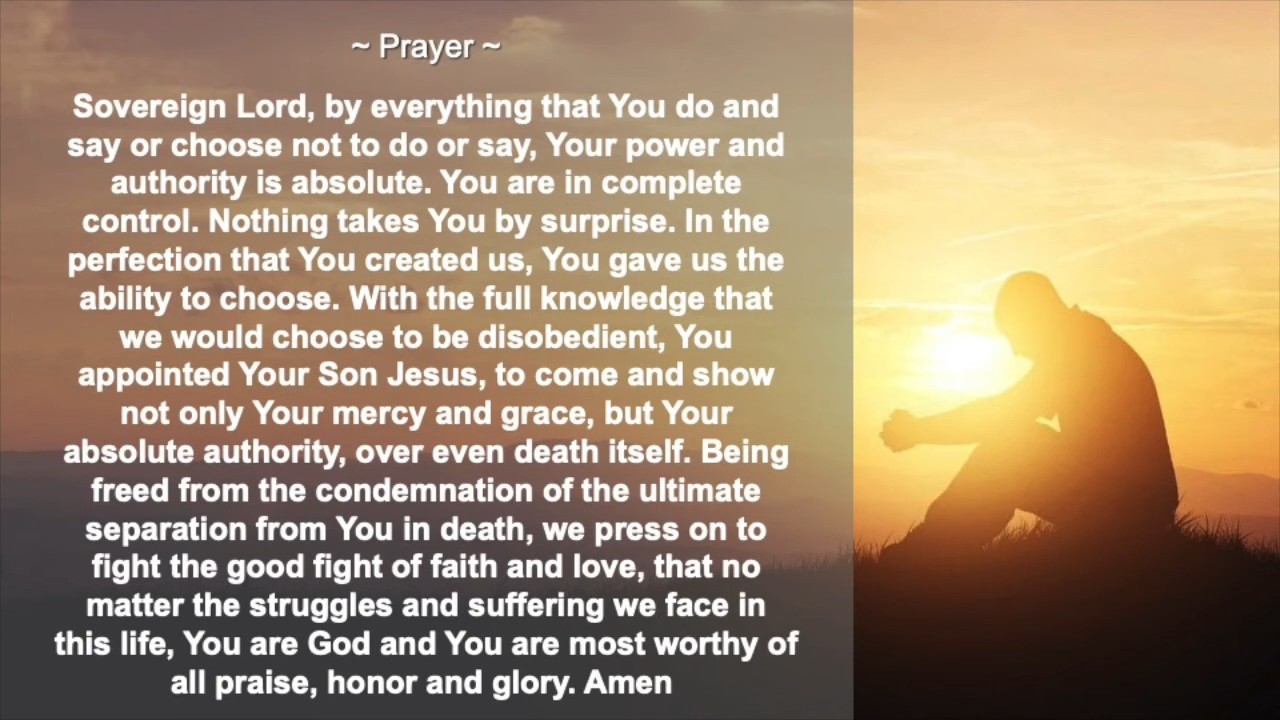 ~ Prayer ~
Sovereign Lord, by everything that You do and
say or choose not to do or say, Your power and
authority is absolute. You are in complete
control. Nothing takes You by surprise. In the
perfection that You created us, You gave us the
ability to choose. With the full knowledge that
we would choose to be disobedient, You
appointed Your Son Jesus, to come and show
not only Your mercy and grace, but Your
absolute authority, over even death itself. Being
freed from the condemnation of the ultimate
separation from You in death, we press on to
fight the good fight of faith and love, that no
matter the struggles and suffering we face in
this life, You are God and You are most worthy of
all praise, honor and glory. Amen